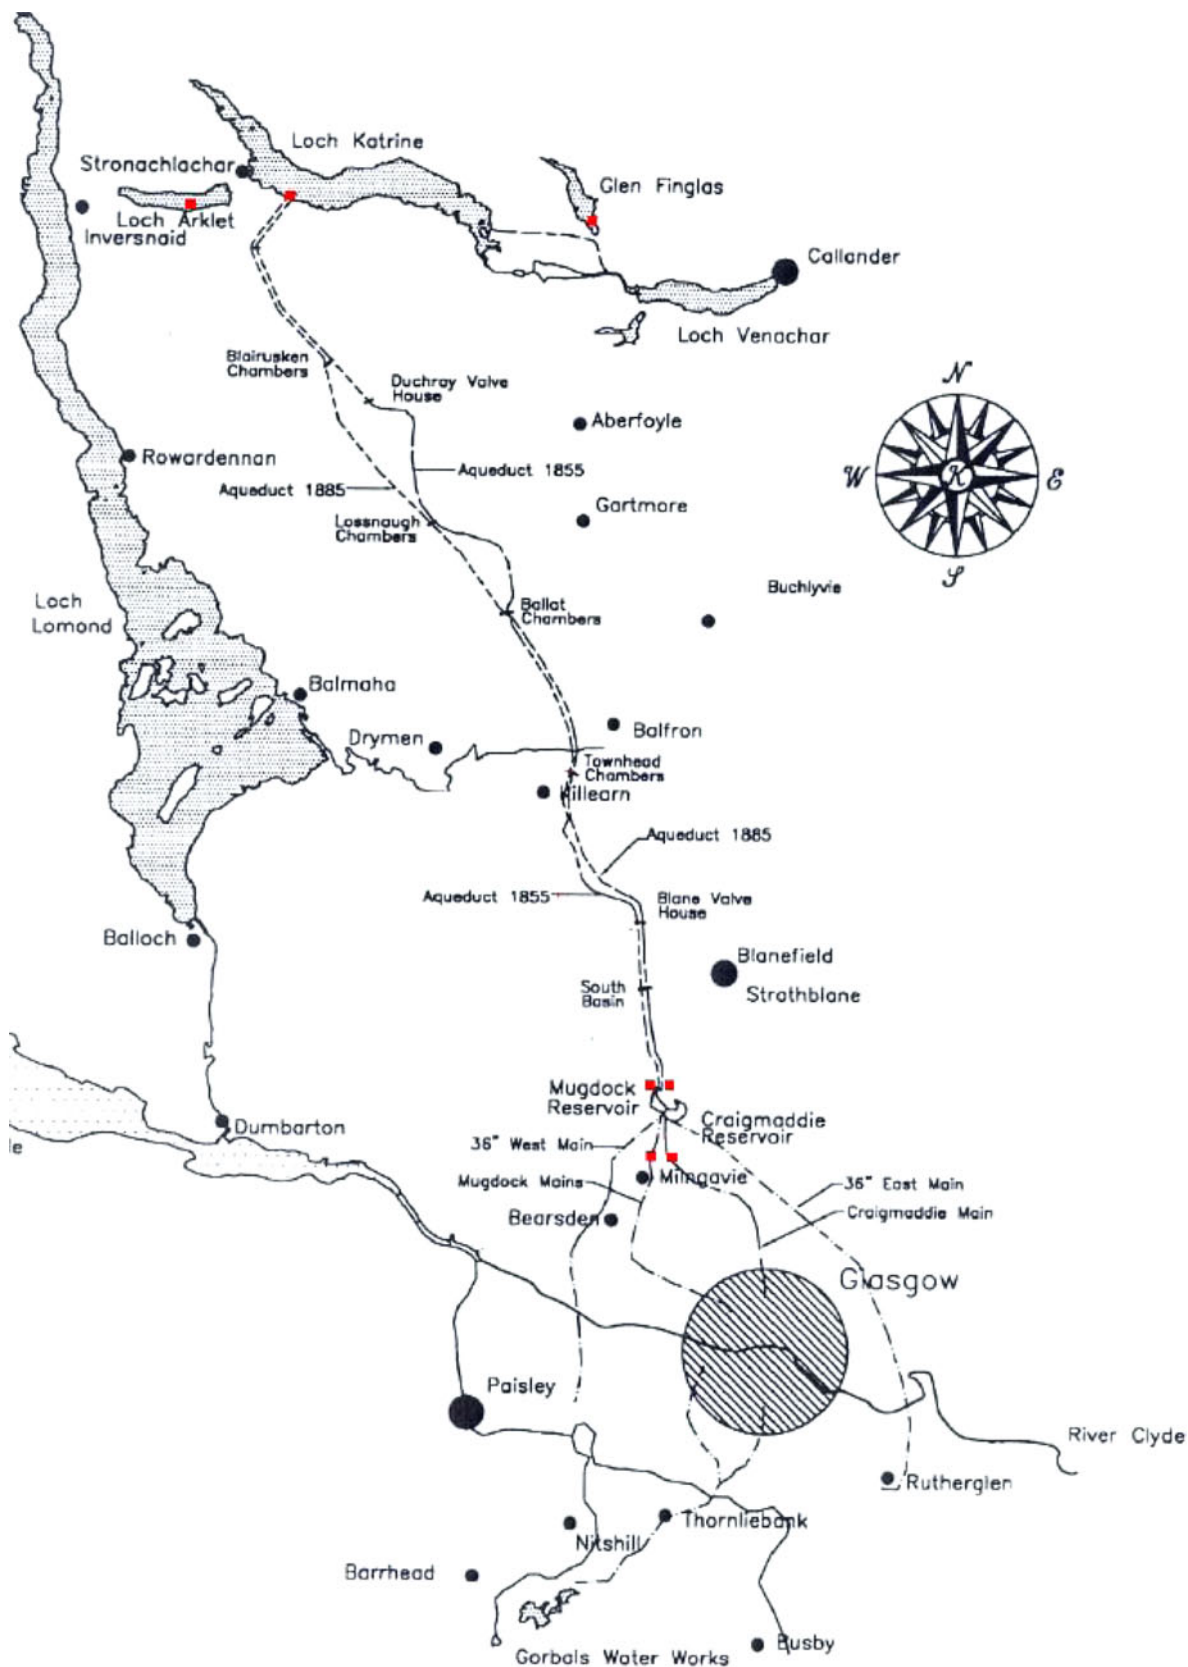 Loch Katrine
Stronachlachar
Glen Finglas
Loch Arklet
Inversnaid
Callander
Loch Venachar
Blairusken
Chambers
Duchray Valve
House
N
W
K
E
S
Aberfoyle
Rowardennan
Aqueduct 1855
Aqueduct 1885
Gartmore
Lossnaugh
Chambers
Buchlyvie
Loch
Lomond
Ballat
Chambers
Balmaha
Balfron
Drymen
Townhead
Chambers
Killearn
Aqueduct 1885
Aqueduct 1855
Blane Valve
House
Balloch
Blanefield
Strathblane
South
Basin
Mugdock
Reservoir
Craigmaddie
Reservoir
Dumbarton
le
36" West Main
Milngavie
Mugdock Mains
36" East Main
Craigmaddie Main
Bearsden
Glasgow
Paisley
River Clyde
Rutherglen
Thornliebank
Nitshill
Barrhead
Busby
Gorbals Water Works